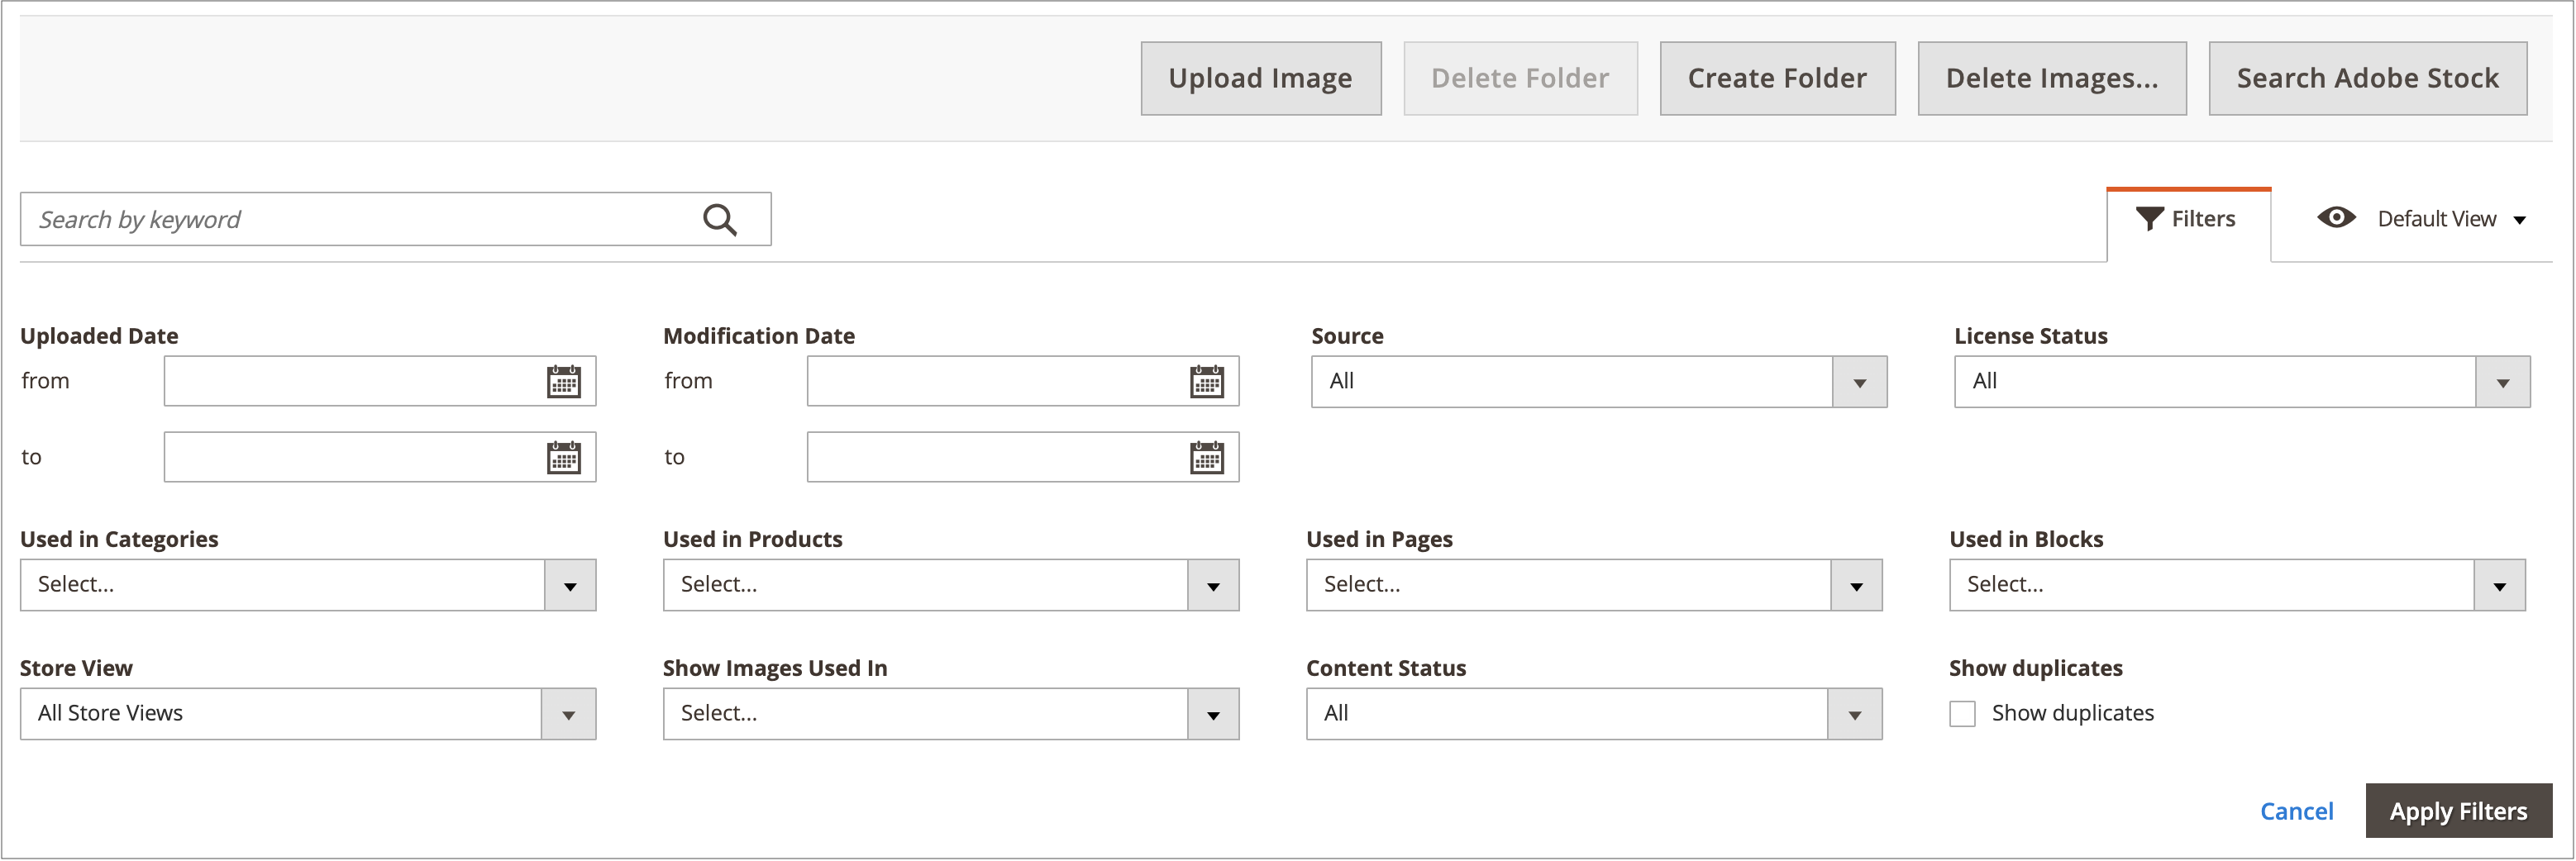 Upload Image Delete Folder Create Folder Delete Images... Search Adobe Stock
Search by keyword Filters Default View
Uploaded Date Modification Date Source License Status
from from All All
to to
Used in Categories Used in Products Used in Pages Used in Blocks
Select... Select... Select... Select...
Store View Show Images Used In Content Status Show duplicates
All Store Views Select... All Show duplicates
Cancel Apply Filters